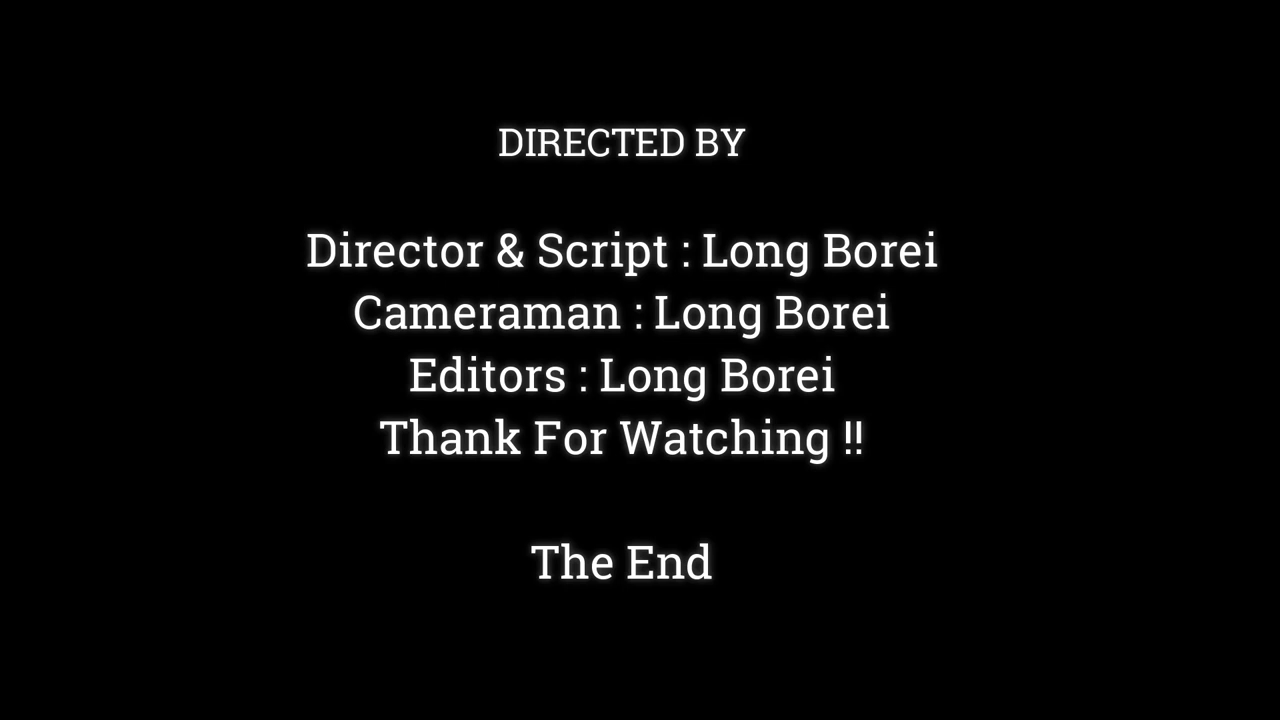 DIRECTED BY
Director & Script : Long Borei
Cameraman : Long Borei
Editors : Long Borei
Thank For Watching !!
The End